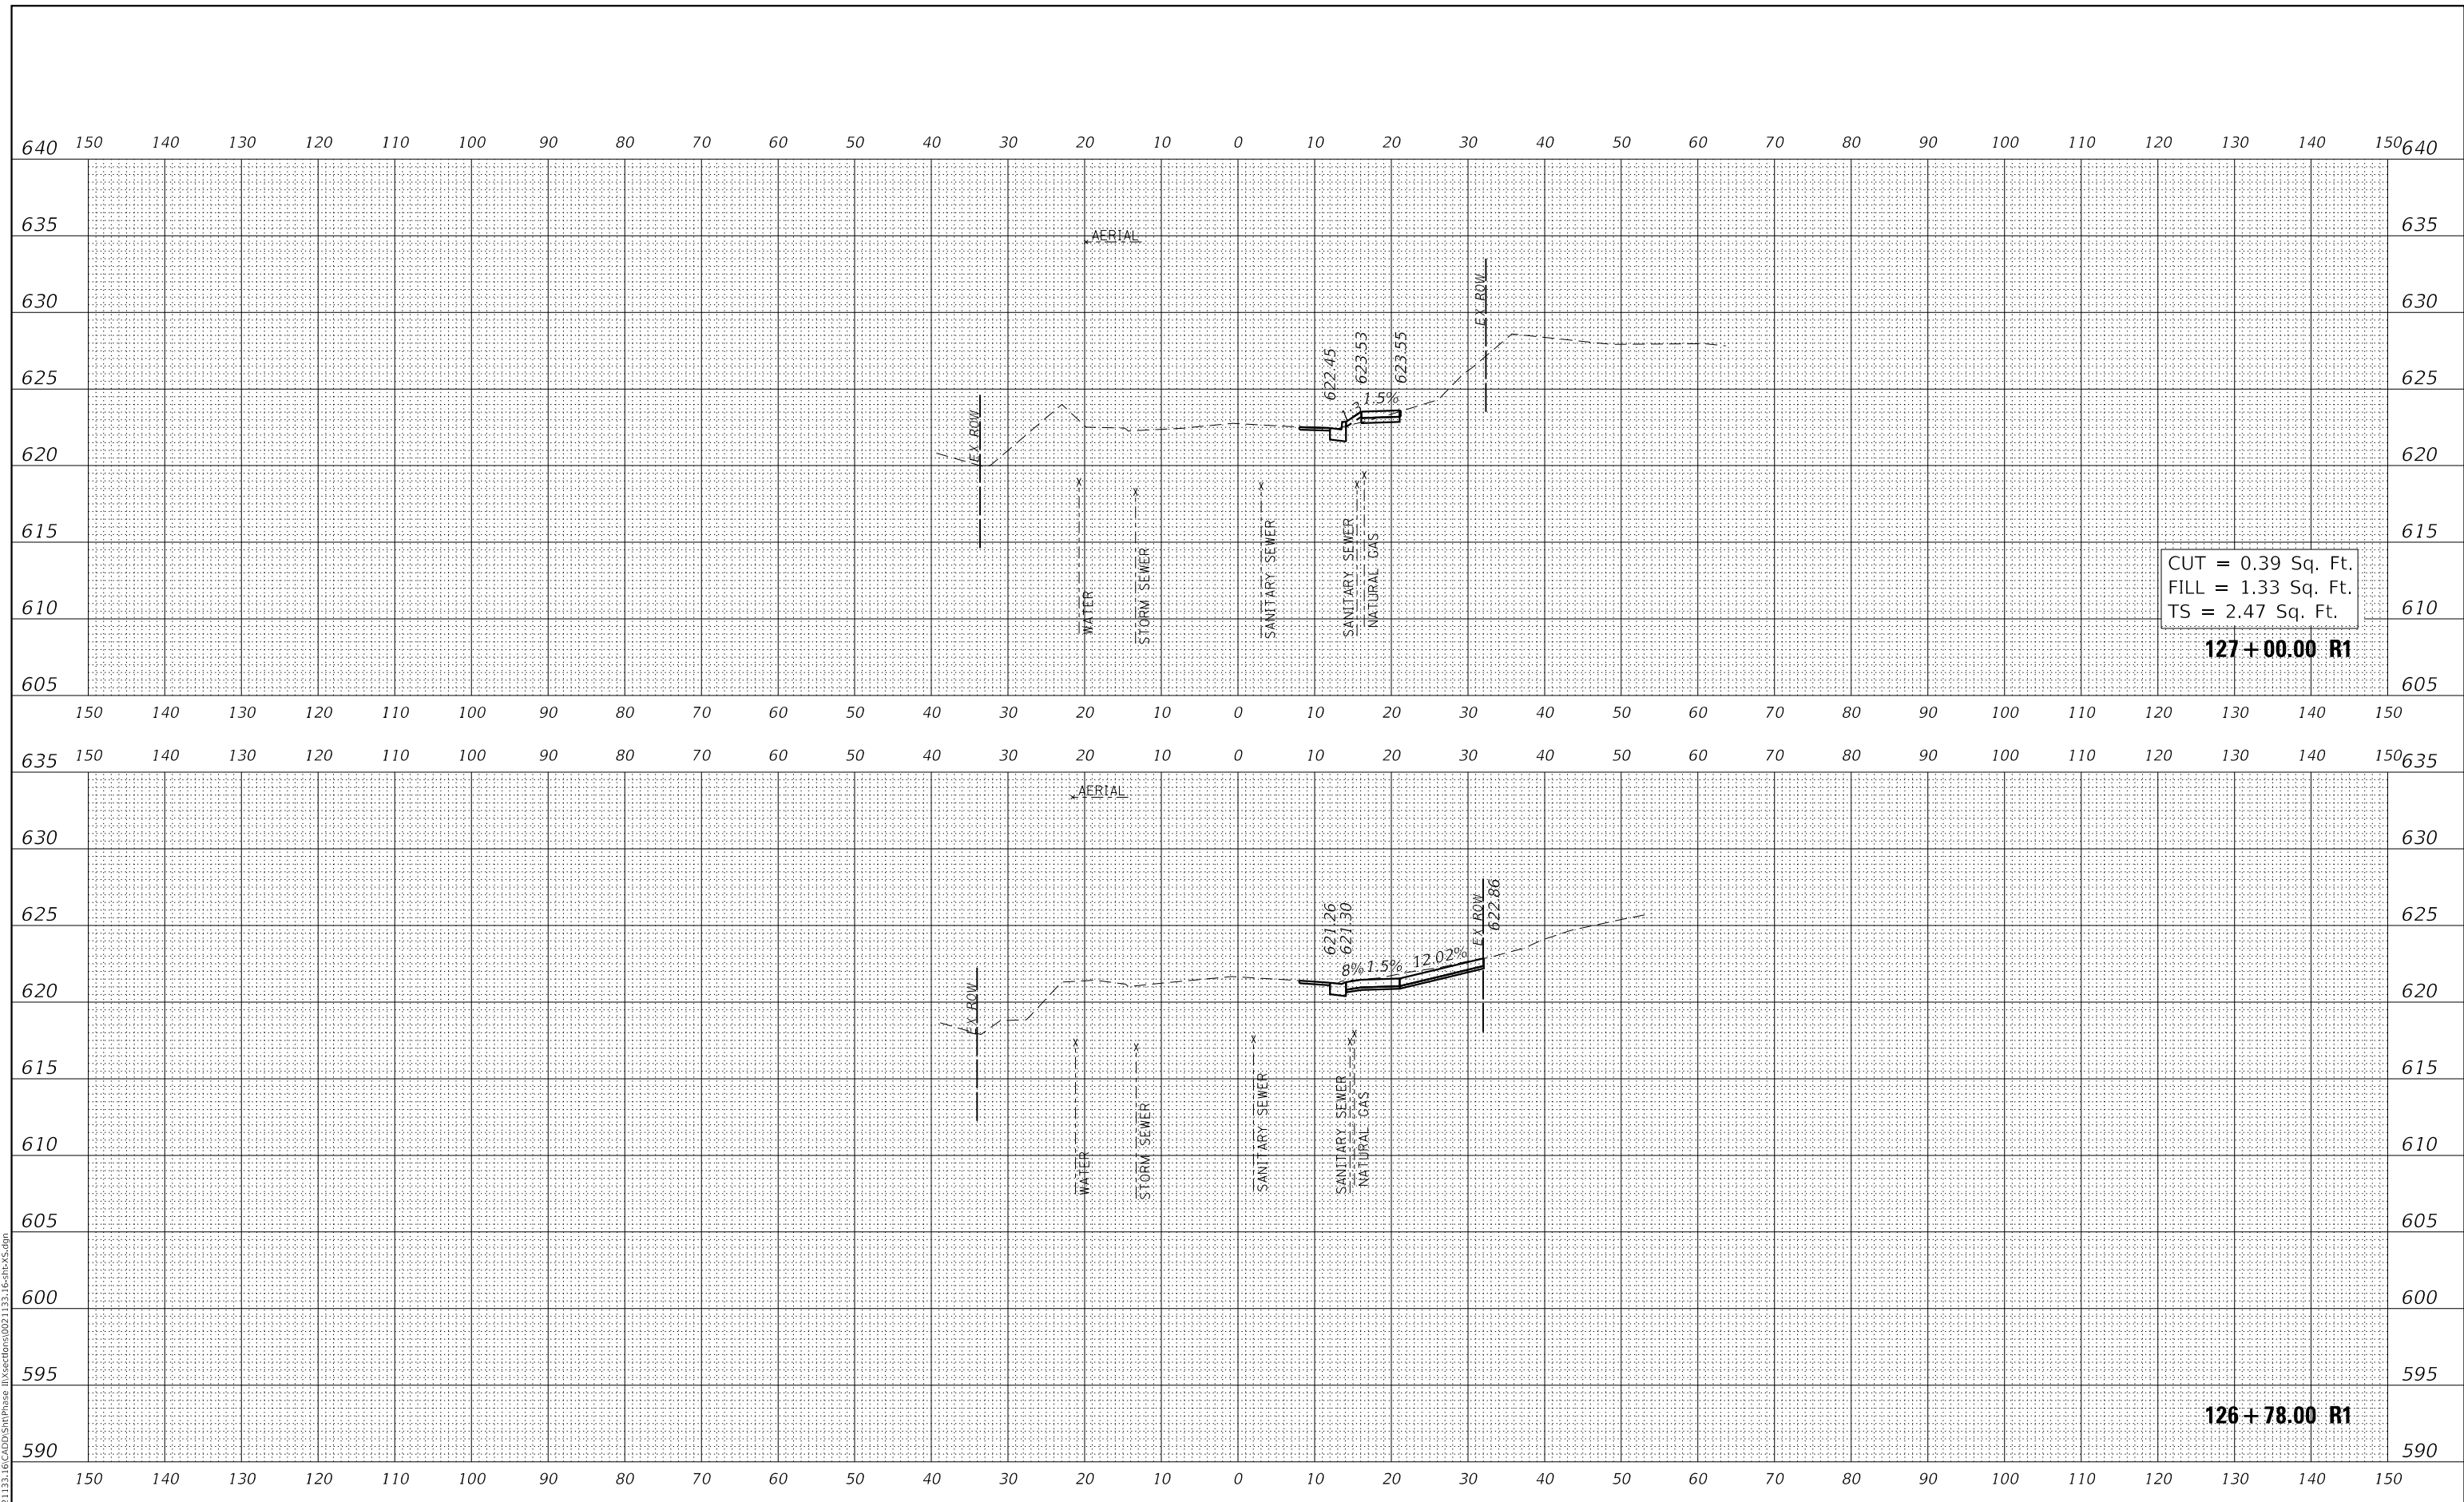 150 140 130 120 110 100 90 80 70 60 50 40 30 20 10 0 10 20 30 40 50 60 70 80 90 100 110 120 130 140 150
640 640
635 635
AERIAL
630 630
EX ROW
622.45 623.53 623.55
625 625
1.5%
EX ROW
620 620
615 615
WATER
STORM SEWER
SANITARY SEWER
SANITARY SEWER
NATURAL GAS
CUT = 0.39 Sq. Ft.
FILL = 1.33 Sq. Ft.
TS = 2.47 Sq. Ft.
610 610
127+00.00 R1
605 605
150 140 130 120 110 100 90 80 70 60 50 40 30 20 10 0 10 20 30 40 50 60 70 80 90 100 110 120 130 140 150
150 140 130 120 110 100 90 80 70 60 50 40 30 20 10 0 10 20 30 40 50 60 70 80 90 100 110 120 130 140 150
635 635
AERIAL
630 630
625 625
621.26 621.30 EX ROW 622.86
8% 1.5% 12.02%
620 620
EX ROW
615 615
WATER
STORM SEWER
SANITARY SEWER
SANITARY SEWER
NATURAL GAS
610 610
605 605
600 600
595 595
126+78.00 R1
590 590
150 140 130 120 110 100 90 80 70 60 50 40 30 20 10 0 10 20 30 40 50 60 70 80 90 100 110 120 130 140 150
21133.16\CADD\Sht\Phase II\Xsections\0021133.16-sht-XS.dgn